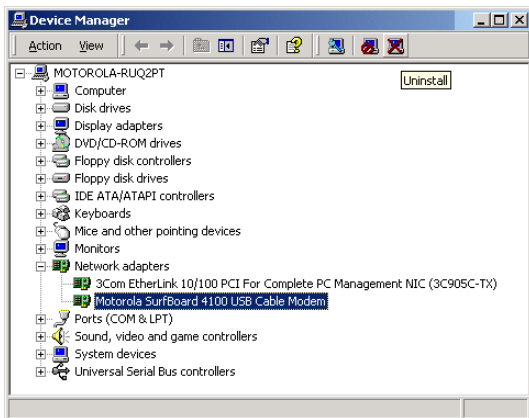 Device Manager
Action View
Uninstall
MOTOROLA-RUQ2PT
Computer
Disk drives
Display adapters
DVD/CD-ROM drives
Floppy disk controllers
Floppy disk drives
IDE ATA/ATAPI controllers
Keyboards
Mice and other pointing devices
Monitors
Network adapters
3Com EtherLink 10/100 PCI For Complete PC Management NIC (3C905C-TX)
Motorola SurfBoard 4100 USB Cable Modem
Ports (COM & LPT)
Sound, video and game controllers
System devices
Universal Serial Bus controllers